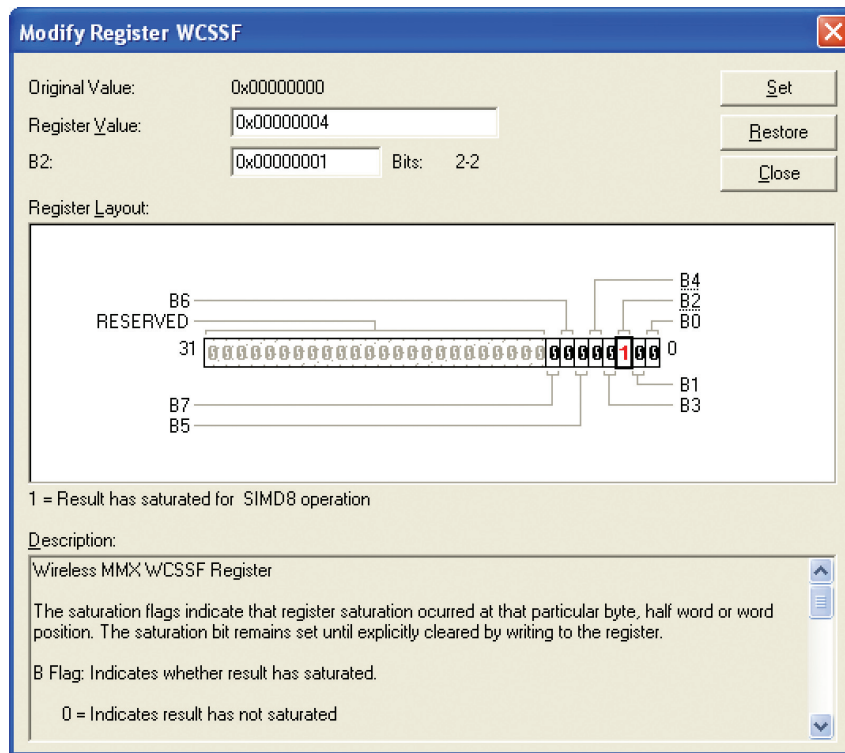 Modify Register WCSSF
Original Value: 0x00000000
Set
Register Value: 0x00000004
Restore
B2: 0x00000001 Bits: 2-2
Close
Register Layout:
B4
B6
B2
RESERVED
B0
31 00000000000000000000000000000100 0
B1
B7
B3
B5
1 = Result has saturated for SIMD8 operation
Description:
Wireless MMX WCSSF Register
The saturation flags indicate that register saturation ocurred at that particular byte, half word or word
position. The saturation bit remains set until explicitly cleared by writing to the register.
B Flag: Indicates whether result has saturated.
0 = Indicates result has not saturated